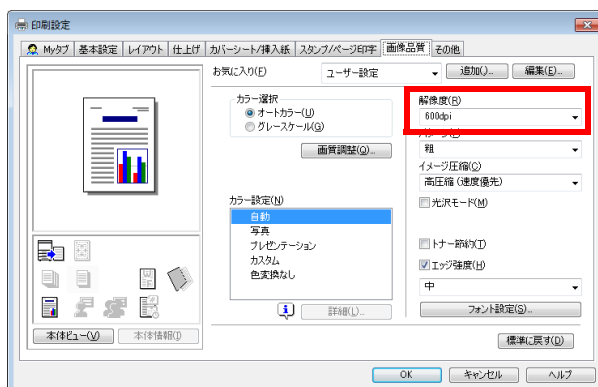 印刷設定
Myタブ 基本設定 レイアウト 仕上げ カバーシート/挿入紙 スタンプ/ページ印字 画像品質 その他
お気に入り(F) ユーザー設定 追加()... 編集(E)...
カラー選択
オートカラー(U)
グレースケール(G)
画質調整(Q)...
解像度(R)
600dpi
粗
イメージ圧縮(C)
高圧縮 (速度優先)
光沢モード(M)
カラー設定(N)
自動
写真
プレゼンテーション
カスタム
色変換なし
詳細(L)...
トナー節約(T)
エッジ強度(H)
中
フォント設定(S)...
本体ビュー(V) 本体情報(I)
標準に戻す(D)
OK キャンセル ヘルプ